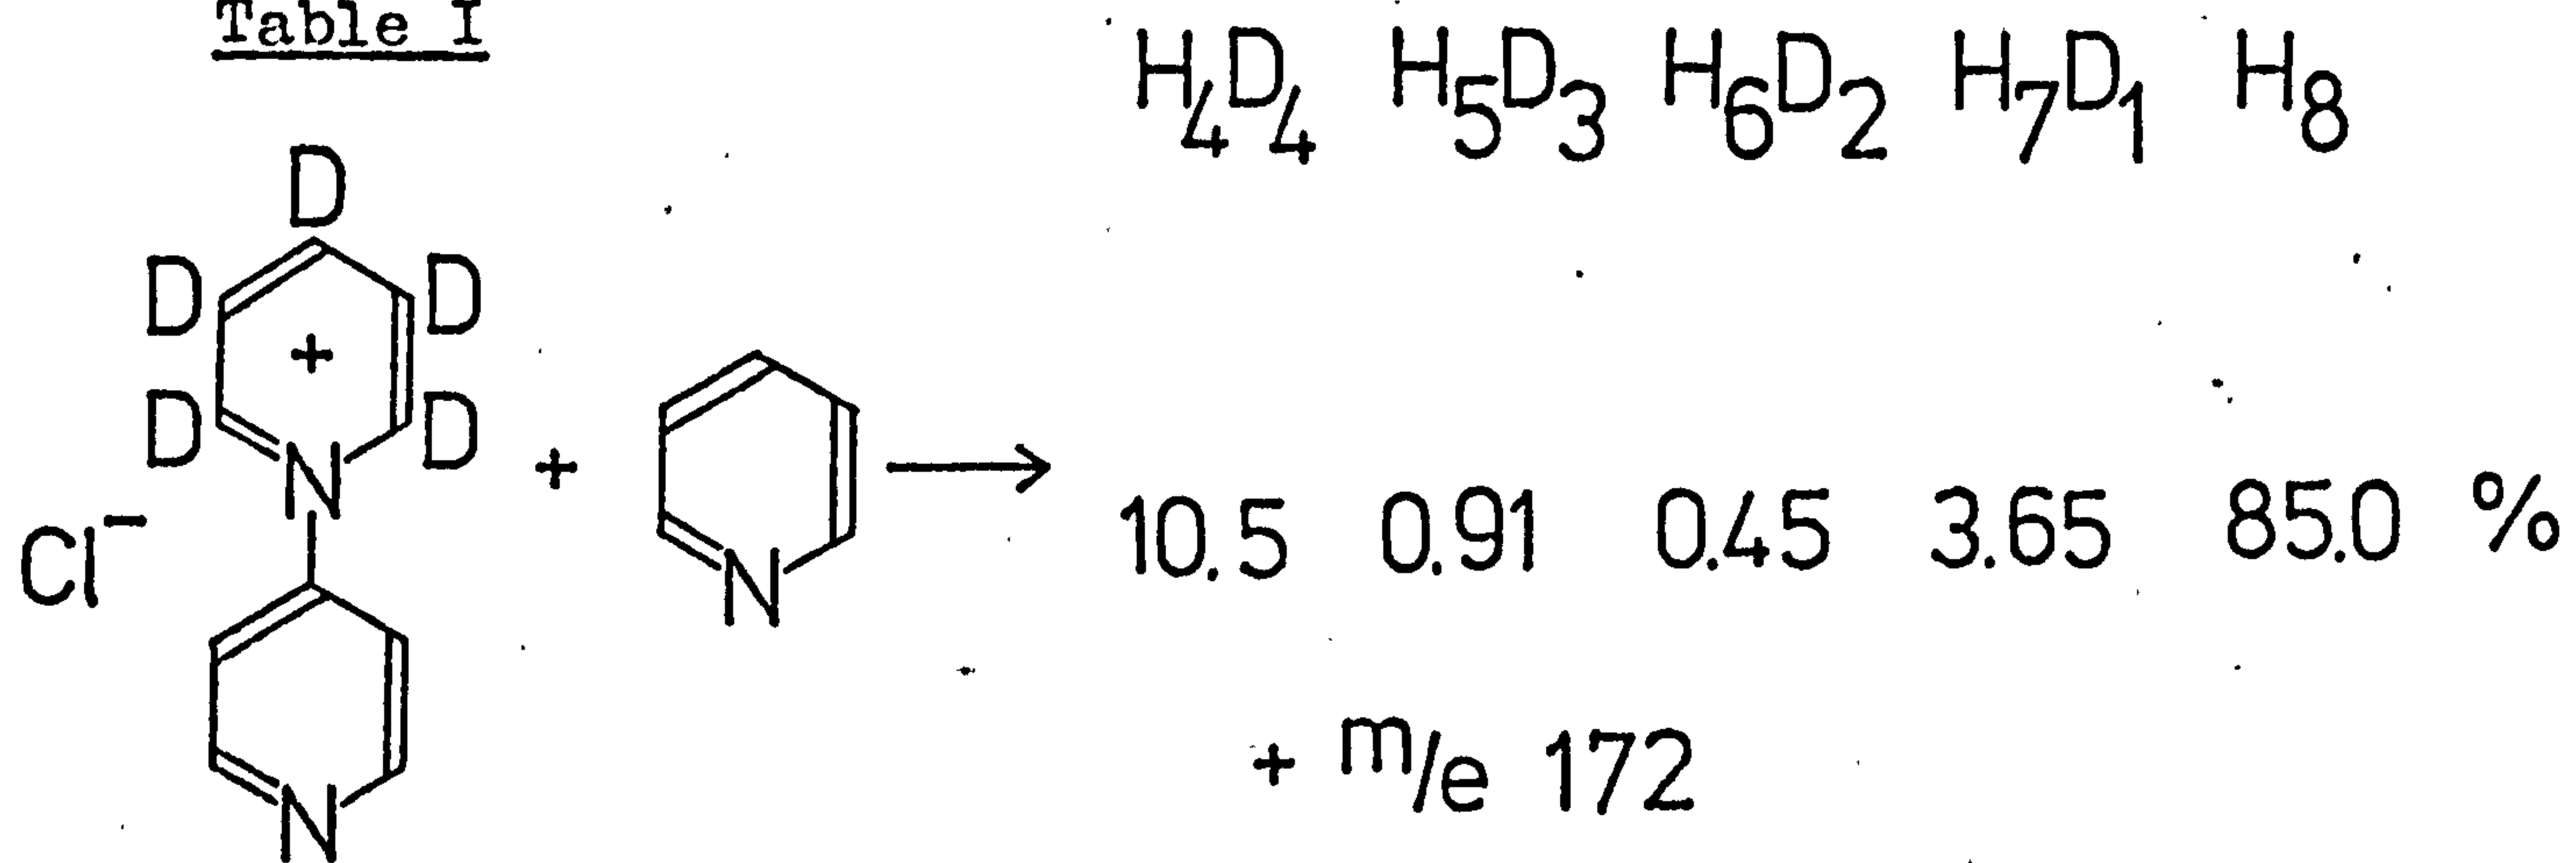 Table I
H4D4 H5D3 H6D2 H7D1 H8
D
D D
+
D D
N + N → 10.5 0.91 0.45 3.65 85.0 %
Cl−
N
+ m/e 172